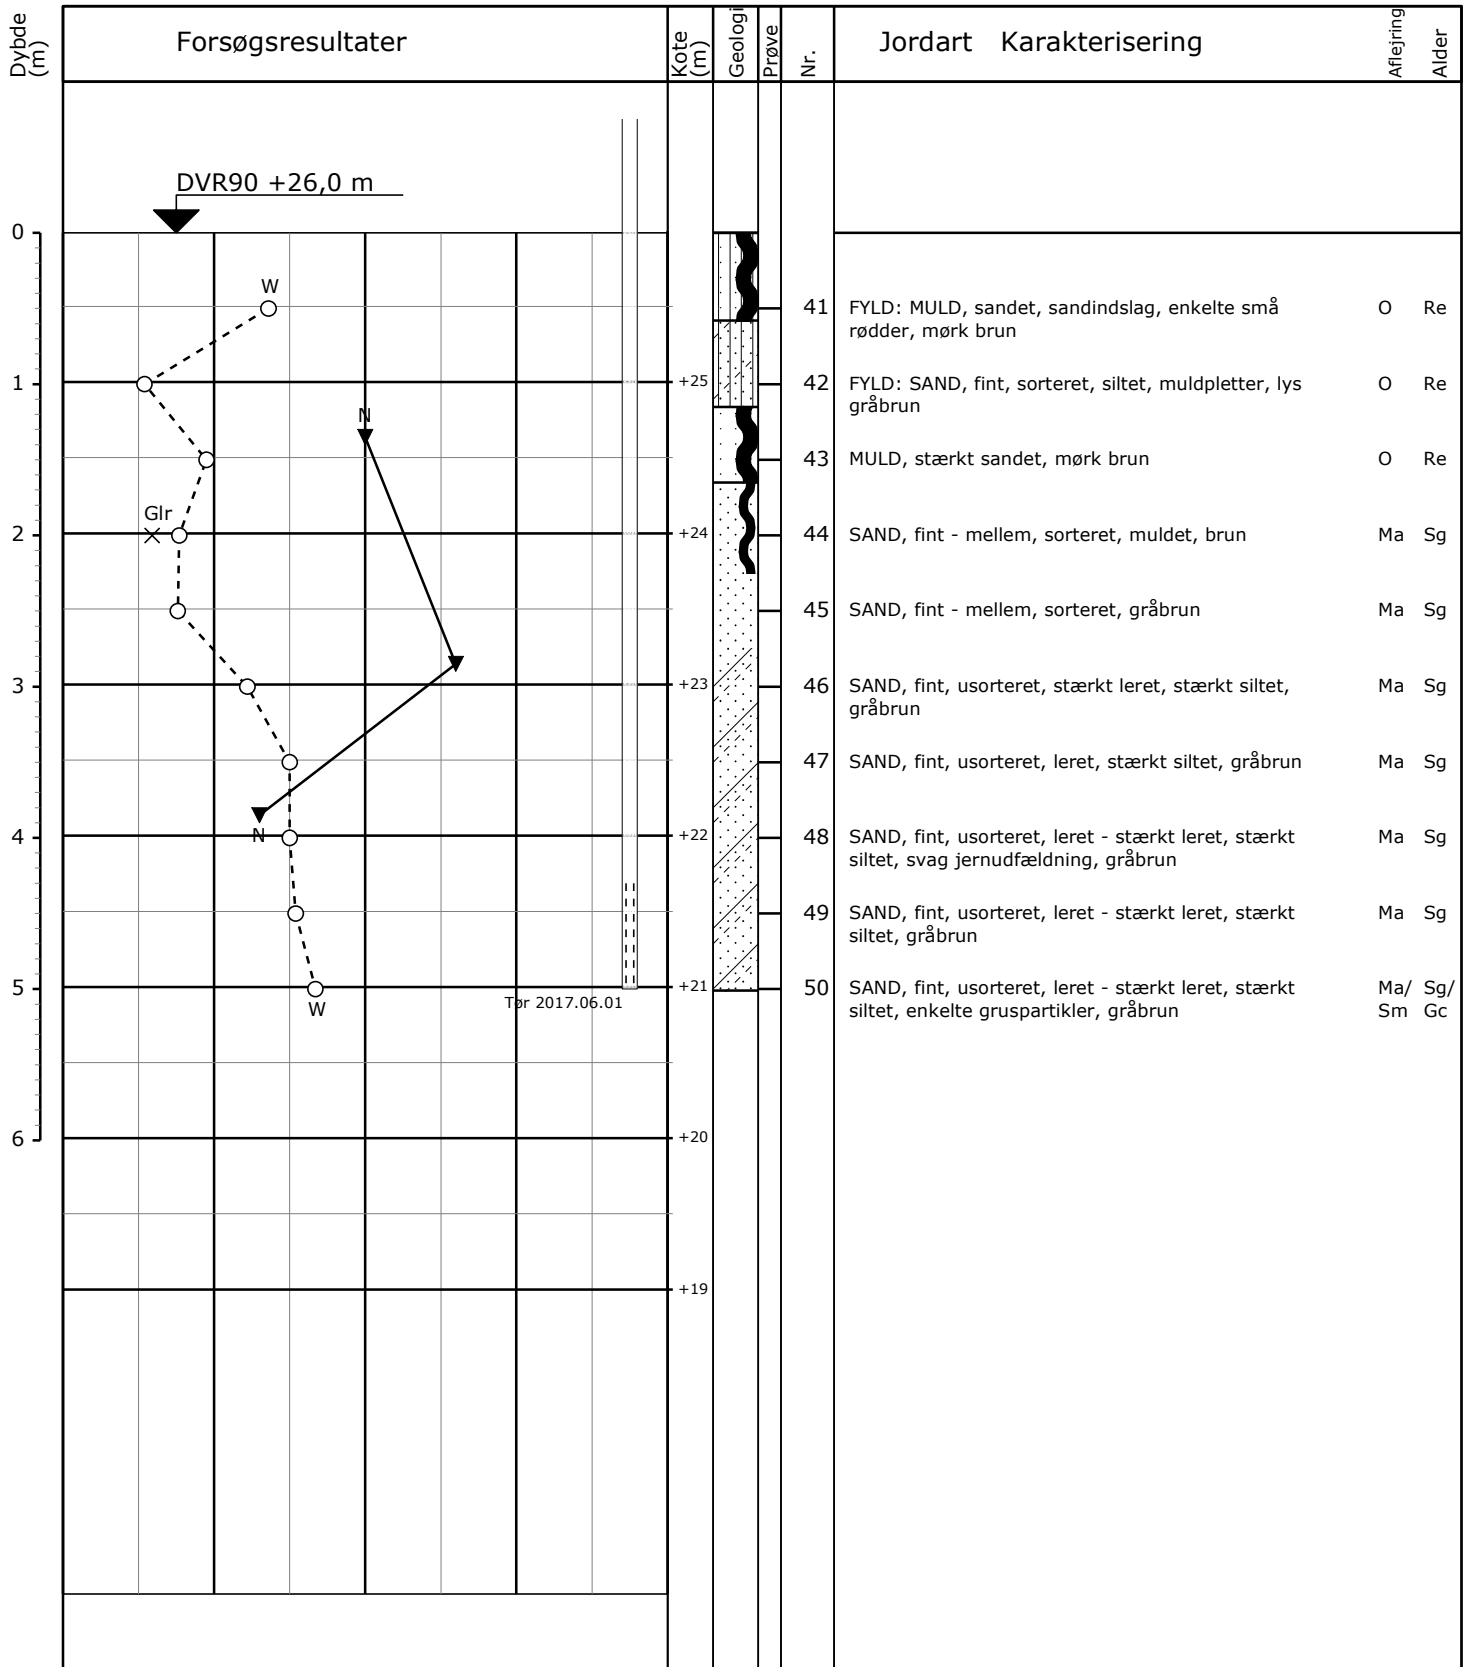 Dybde (m)
Forsøgsresultater
Kote (m)
Geologi
Prøve
Nr.
Jordart Karakterisering
Aflejring
Alder
DVR90 +26,0 m
0
W
41 FYLD: MULD, sandet, sandindslag, enkelte små O Re
rødder, mørk brun
1 +25 42 FYLD: SAND, fint, sorteret, siltet, muldpletter, lys O Re
gråbrun
N
43 MULD, stærkt sandet, mørk brun O Re
Glr
2 +24 44 SAND, fint - mellem, sorteret, muldet, brun Ma Sg
45 SAND, fint - mellem, sorteret, gråbrun Ma Sg
3 +23 46 SAND, fint, usorteret, stærkt leret, stærkt siltet, Ma Sg
gråbrun
47 SAND, fint, usorteret, leret, stærkt siltet, gråbrun Ma Sg
N
4 +22 48 SAND, fint, usorteret, leret - stærkt leret, stærkt Ma Sg
siltet, svag jernudfældning, gråbrun
49 SAND, fint, usorteret, leret - stærkt leret, stærkt Ma Sg
siltet, gråbrun
5 +21 50 SAND, fint, usorteret, leret - stærkt leret, stærkt Ma/ Sg/
siltet, enkelte gruspartikler, gråbrun Sm Gc
W
Tør 2017.06.01
6 +20
+19